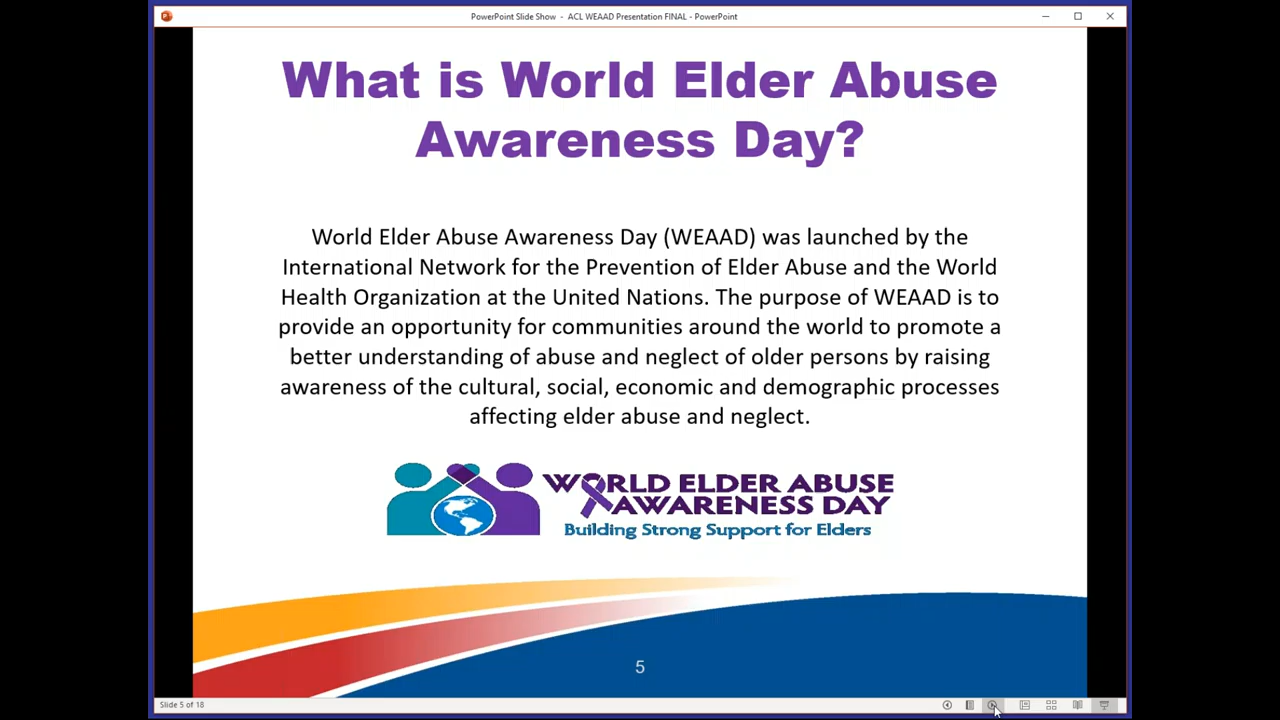 PowerPoint Slide Show - ACL WEAAD Presentation FINAL - PowerPoint
What is World Elder Abuse
Awareness Day?
World Elder Abuse Awareness Day (WEAAD) was launched by the
International Network for the Prevention of Elder Abuse and the World
Health Organization at the United Nations. The purpose of WEAAD is to
provide an opportunity for communities around the world to promote a
better understanding of abuse and neglect of older persons by raising
awareness of the cultural, social, economic and demographic processes
affecting elder abuse and neglect.
WORLD ELDER ABUSE
AWARENESS DAY
Building Strong Support for Elders
5
Slide 5 of 18